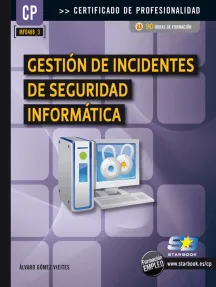 CP >> CERTIFICADO DE PROFESIONALIDAD
MF0488_3
90 HORAS DE FORMACIÓN
GESTIÓN DE INCIDENTES
DE SEGURIDAD
INFORMÁTICA
STARBOOK
ÁLVARO GÓMEZ VIEITES
Formación
EMPLEO
www.starbook.es/cp